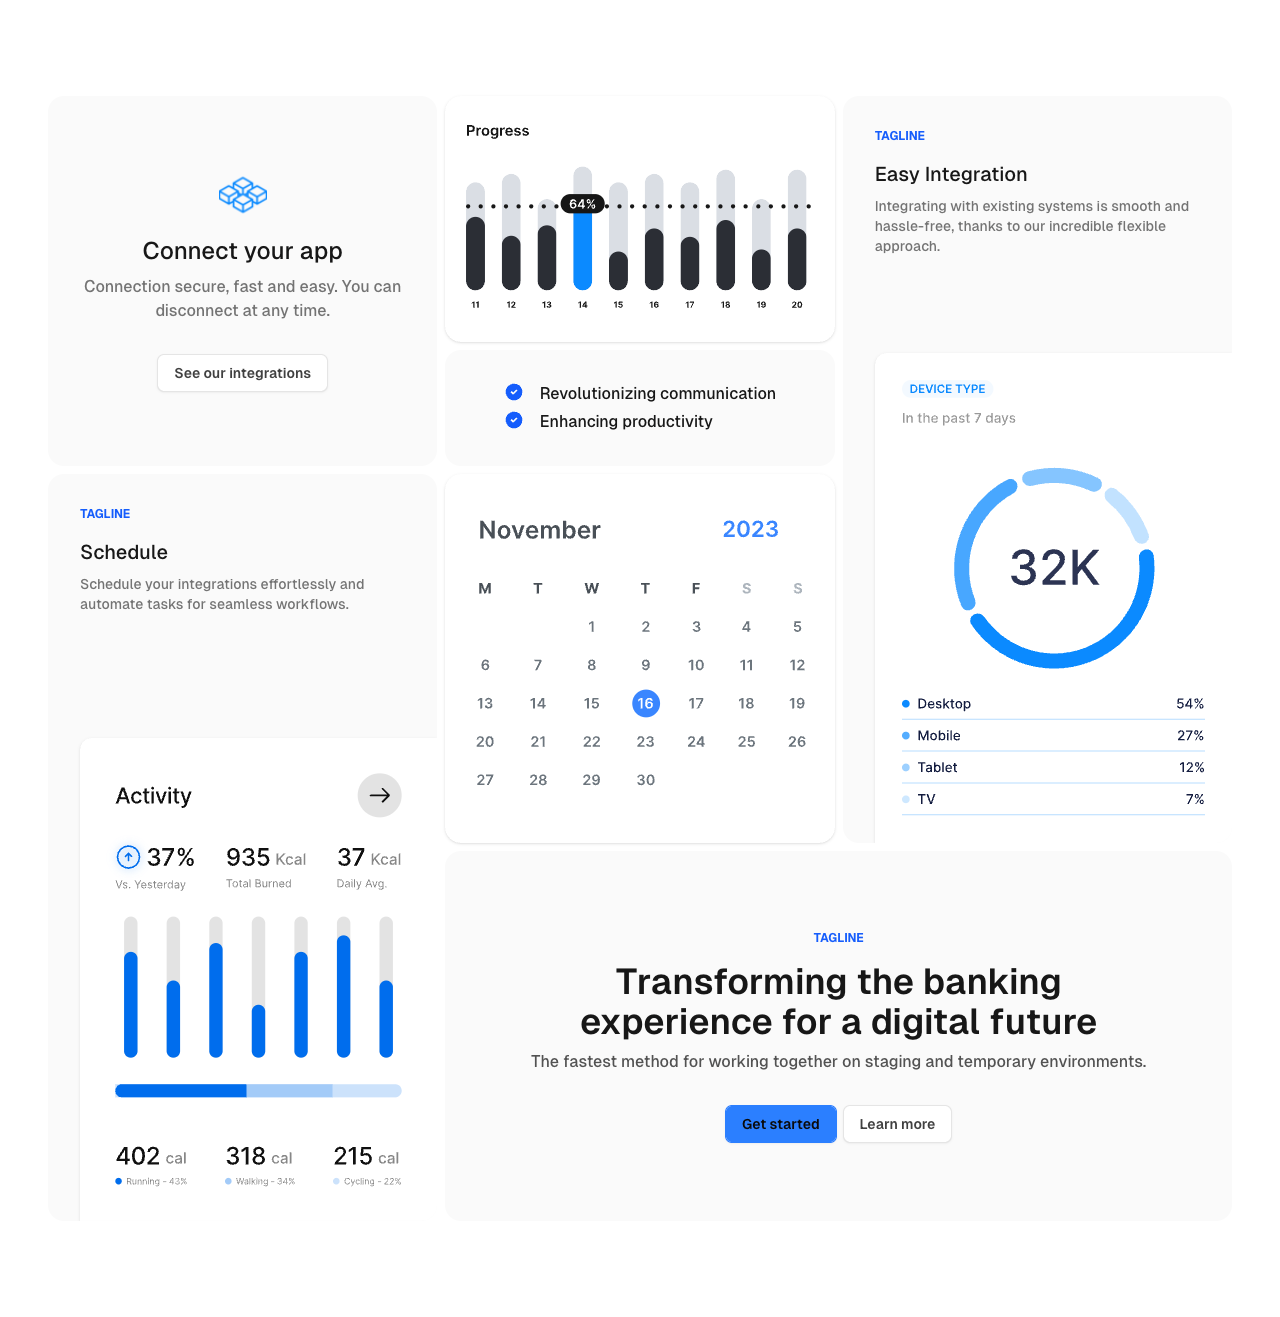 Connect your app
Connection secure, fast and easy. You can
disconnect at any time.
See our integrations
Progress
64%
11 12 13 14 15 16 17 18 19 20
Revolutionizing communication
Enhancing productivity
TAGLINE
Easy Integration
Integrating with existing systems is smooth and
hassle-free, thanks to our incredible flexible
approach.
DEVICE TYPE
In the past 7 days
32K
Desktop 54%
Mobile 27%
Tablet 12%
TV 7%
TAGLINE
Schedule
Schedule your integrations effortlessly and
automate tasks for seamless workflows.
Activity
37% 935 Kcal 37 Kcal
Vs. Yesterday Total Burned Daily Avg.
402 cal 318 cal 215 cal
Running - 43% Walking - 34% Cycling - 22%
November 2023
M T W T F S S
1 2 3 4 5
6 7 8 9 10 11 12
13 14 15 16 17 18 19
20 21 22 23 24 25 26
27 28 29 30
TAGLINE
Transforming the banking
experience for a digital future
The fastest method for working together on staging and temporary environments.
Get started Learn more